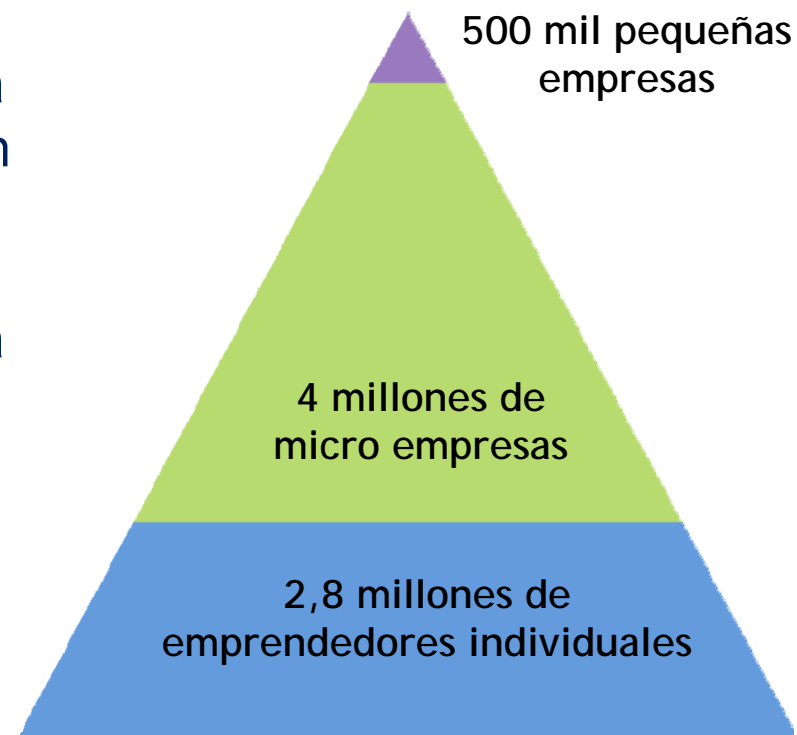 500 mil pequeñas
empresas
4 millones de
micro empresas
2,8 millones de
emprendedores individuales